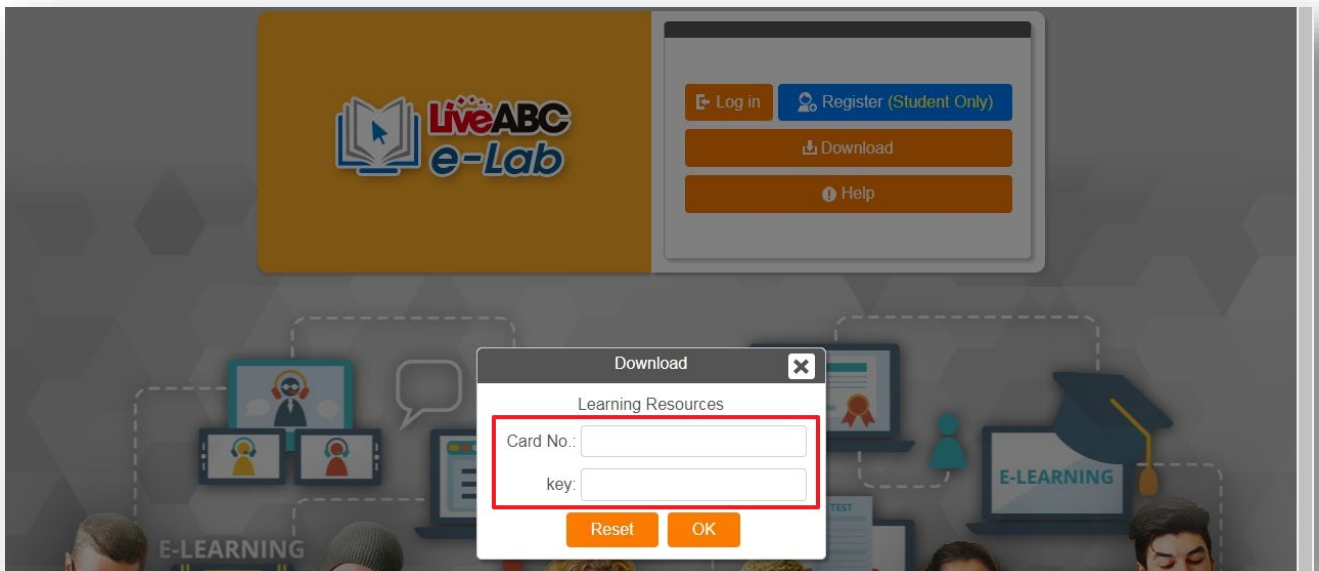 LiveABC
e-Lab
Log in
Register (Student Only)
Download
Help
Download
Learning Resources
Card No.:
key:
Reset OK
E-LEARNING
TEST
E-LEARNING